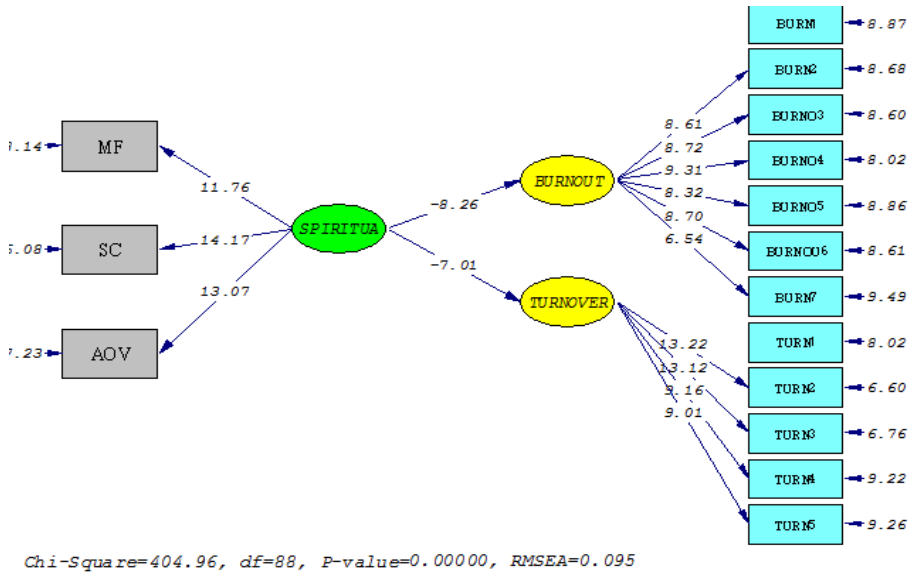 BURN1 8.87
BURN2 8.68
8.61
BURNO3 8.60
8.72
MF
11.76
9.31 BURNO4 8.02
BURNOUT
-8.26
8.32 BURNO5 8.86
SPIRITUA
14.17
SC
8.70 BURNOU6 8.61
6.54
-7.01
13.07
BURN7 9.49
TURNOVER
TURN1 8.02
13.22
AOV
13.12
9.16 TURN2 6.60
9.01
TURN3 6.76
TURN4 9.22
TURN5 9.26
Chi-Square=404.96, df=88, P-value=0.00000, RMSEA=0.095